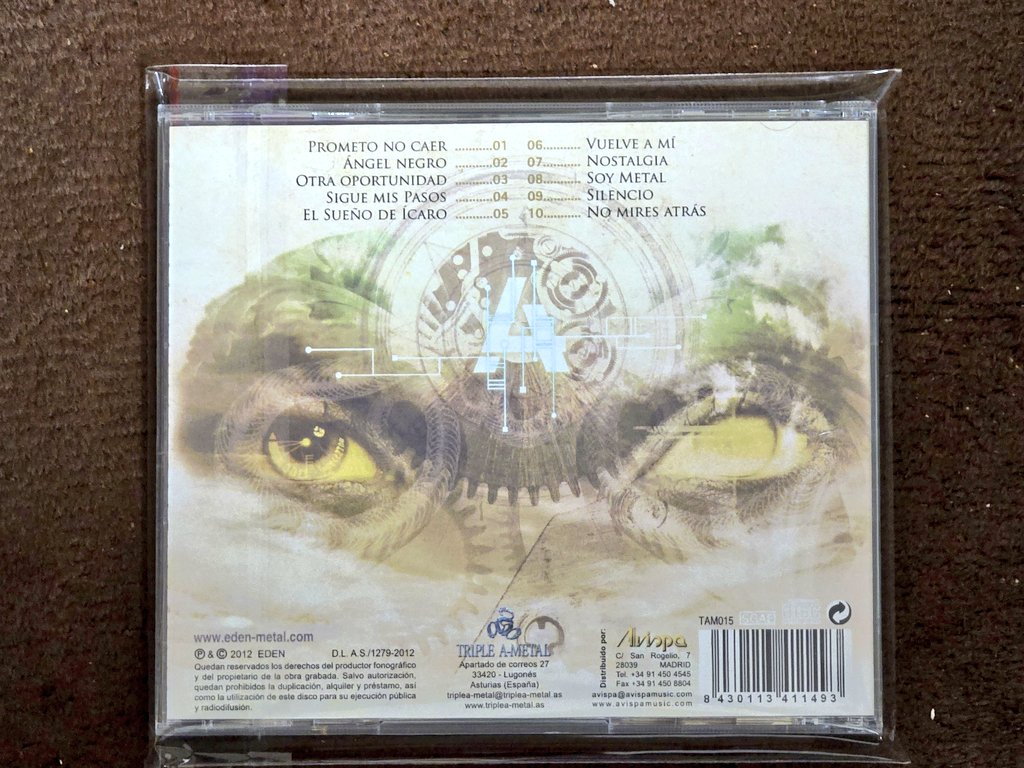 PROMETO NO CAER ...........01
ÁNGEL NEGRO ...........02
OTRA OPORTUNIDAD ...........03
SIGUE MIS PASOS ...........04
EL SUEÑO DE ÍCARO ...........05
06........... VUELVE A MÍ
07........... NOSTALGIA
08........... SOY METAL
09........... SILENCIO
10........... NO MIRES ATRÁS
www.eden-metal.com
℗ & © 2012 EDEN D.L. A S./1279-2012
Quedan reservados los derechos del productor fonográfico
y del propietario de la obra grabada. Salvo autorización,
quedan prohibidos la duplicación, alquiler y préstamo, así
como la utilización de este disco para su ejecución pública
y radiodifusión.
TRIPLE A-METAL
Apartado de correos 27
33420 - Lugonés
Asturias (España)
triplea-metal@triplea-metal.as
www.triplea-metal.as
Distribuido por:
Avispa
C/ San Rogelio, 7
28039 MADRID
Tel. +34 91 450 4545
Fax +34 91 450 8804
avispa@avispamusic.com
www.avispamusic.com
TAM015
8 430113 411493